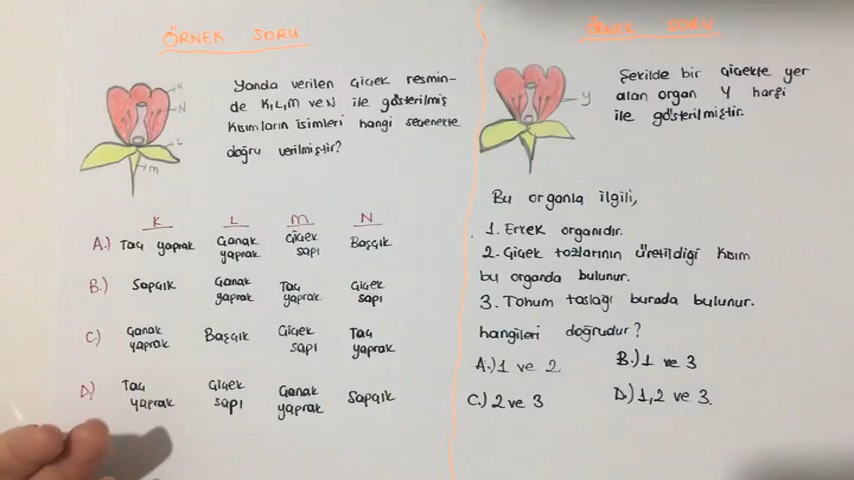 ÖRNEK SORU
K
N
L
M
Yanda verilen çiçek resmin-
de K,L,M ve N ile gösterilmiş
kısımların isimleri hangi seçenekte
doğru verilmiştir?
K L M N
A.) Taç yaprak Çanak yaprak Çiçek sapı Başçık
B.) Sapçık Çanak yaprak Taç yaprak Çiçek sapı
C.) Çanak yaprak Başçık Çiçek sapı Taç yaprak
D.) Taç yaprak Çiçek sapı Çanak yaprak Sapçık
ÖRNEK SORU
Y
Şekilde bir çiçekte yer
alan organ Y harfi
ile gösterilmiştir.
Bu organla ilgili,
1. Erkek organıdır.
2. Çiçek tozlarının üretildiği kısım
bu organda bulunur.
3. Tohum taslağı burada bulunur.
hangileri doğrudur?
A.) 1 ve 2 B.) 1 ve 3
C.) 2 ve 3 D.) 1,2 ve 3.